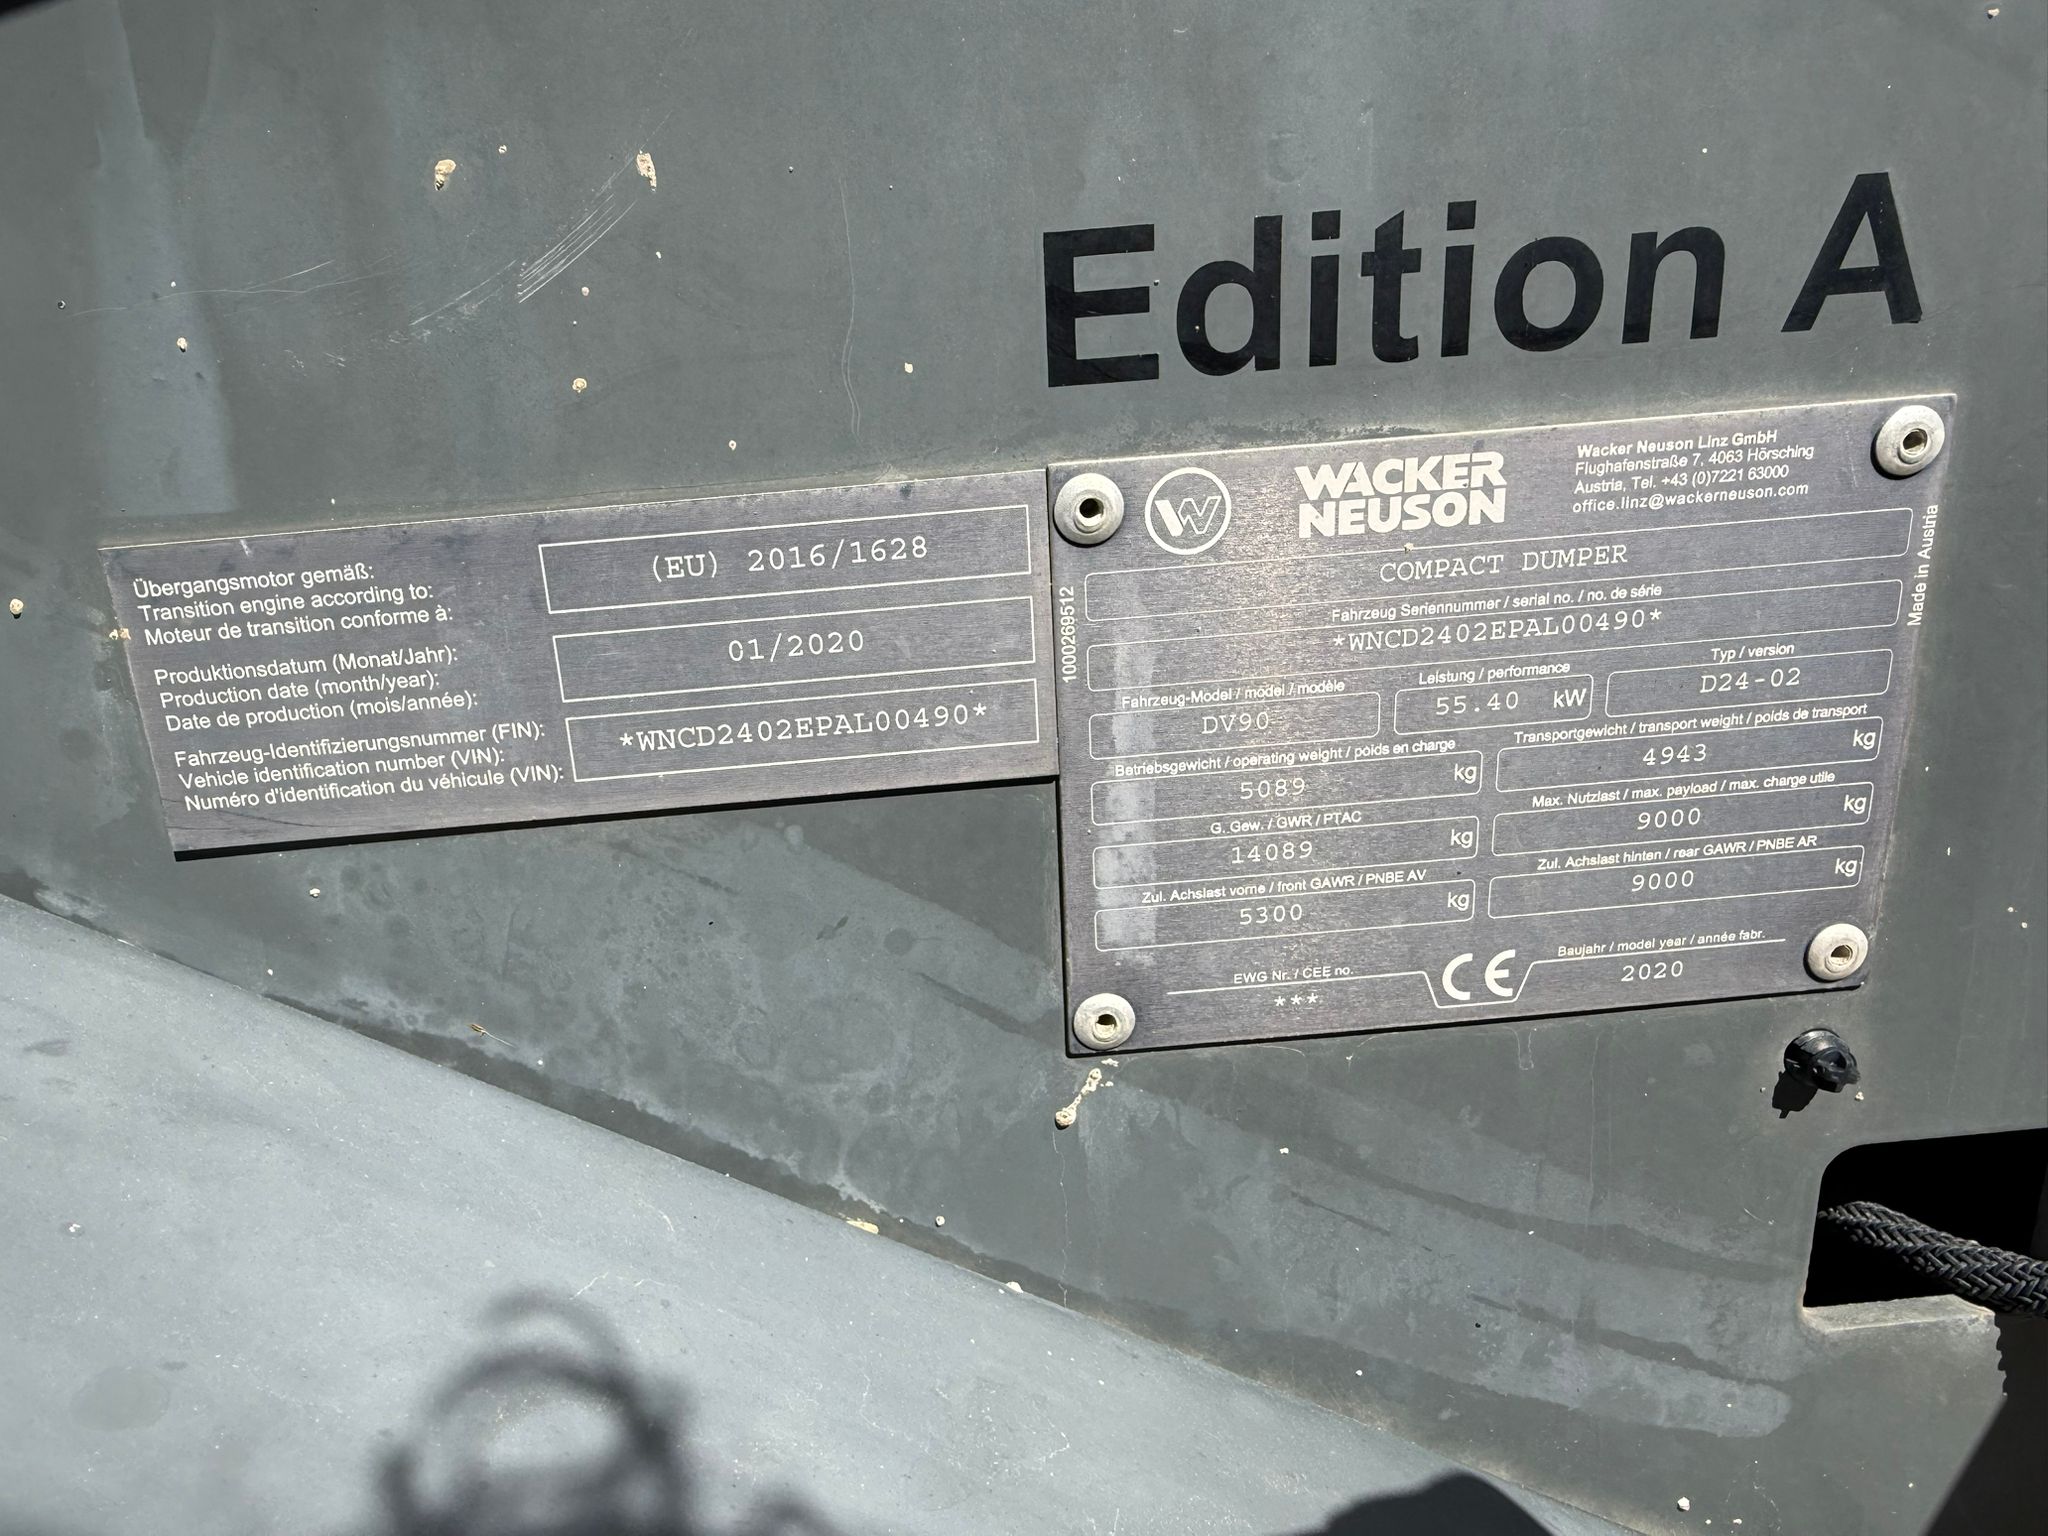 Edition A
Übergangsmotor gemäß:
Transition engine according to:
Moteur de transition conforme à:
(EU) 2016/1628
Produktionsdatum (Monat/Jahr):
Production date (month/year):
Date de production (mois/année):
01/2020
Fahrzeug-Identifizierungsnummer (FIN):
Vehicle identification number (VIN):
Numéro d'identification du véhicule (VIN):
*WNCD2402EPAL00490*
W
WACKER
NEUSON
Wacker Neuson Linz GmbH
Flughafenstraße 7, 4063 Hörsching
Austria, Tel. +43 (0)7221 63000
office.linz@wackerneuson.com
Made in Austria
1000269512
COMPACT DUMPER
Fahrzeug Seriennummer / serial no. / no. de série
*WNCD2402EPAL00490*
Fahrzeug-Model / model / modèle
DV90
Leistung / performance
55.40 kW
Typ / version
D24-02
Betriebsgewicht / operating weight / poids en charge
5089 kg
Transportgewicht / transport weight / poids de transport
4943 kg
G. Gew. / GWR / PTAC
14089 kg
Max. Nutzlast / max. payload / max. charge utile
9000 kg
Zul. Achslast vorne / front GAWR / PNBE AV
5300 kg
Zul. Achslast hinten / rear GAWR / PNBE AR
9000 kg
EWG Nr. / CEE no.
***
CE
Baujahr / model year / année fabr.
2020